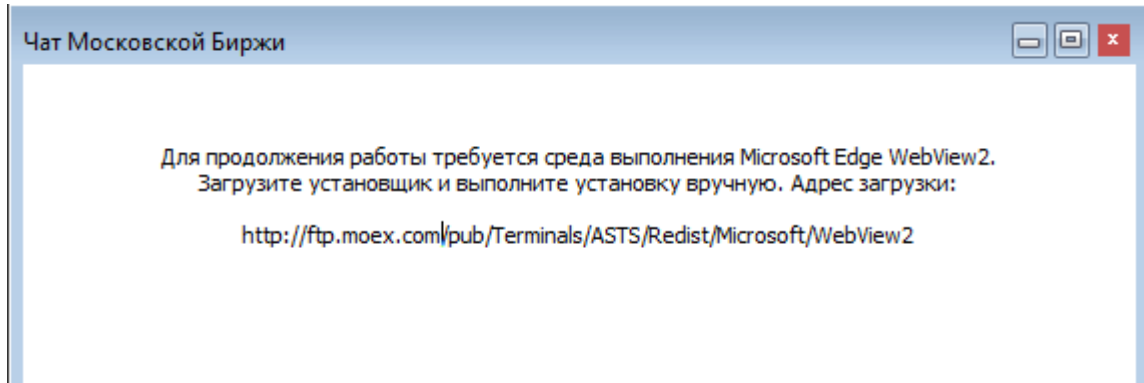 Чат Московской Биржи
Для продолжения работы требуется среда выполнения Microsoft Edge WebView2.
Загрузите установщик и выполните установку вручную. Адрес загрузки:
http://ftp.moex.com/pub/Terminals/ASTS/Redist/Microsoft/WebView2